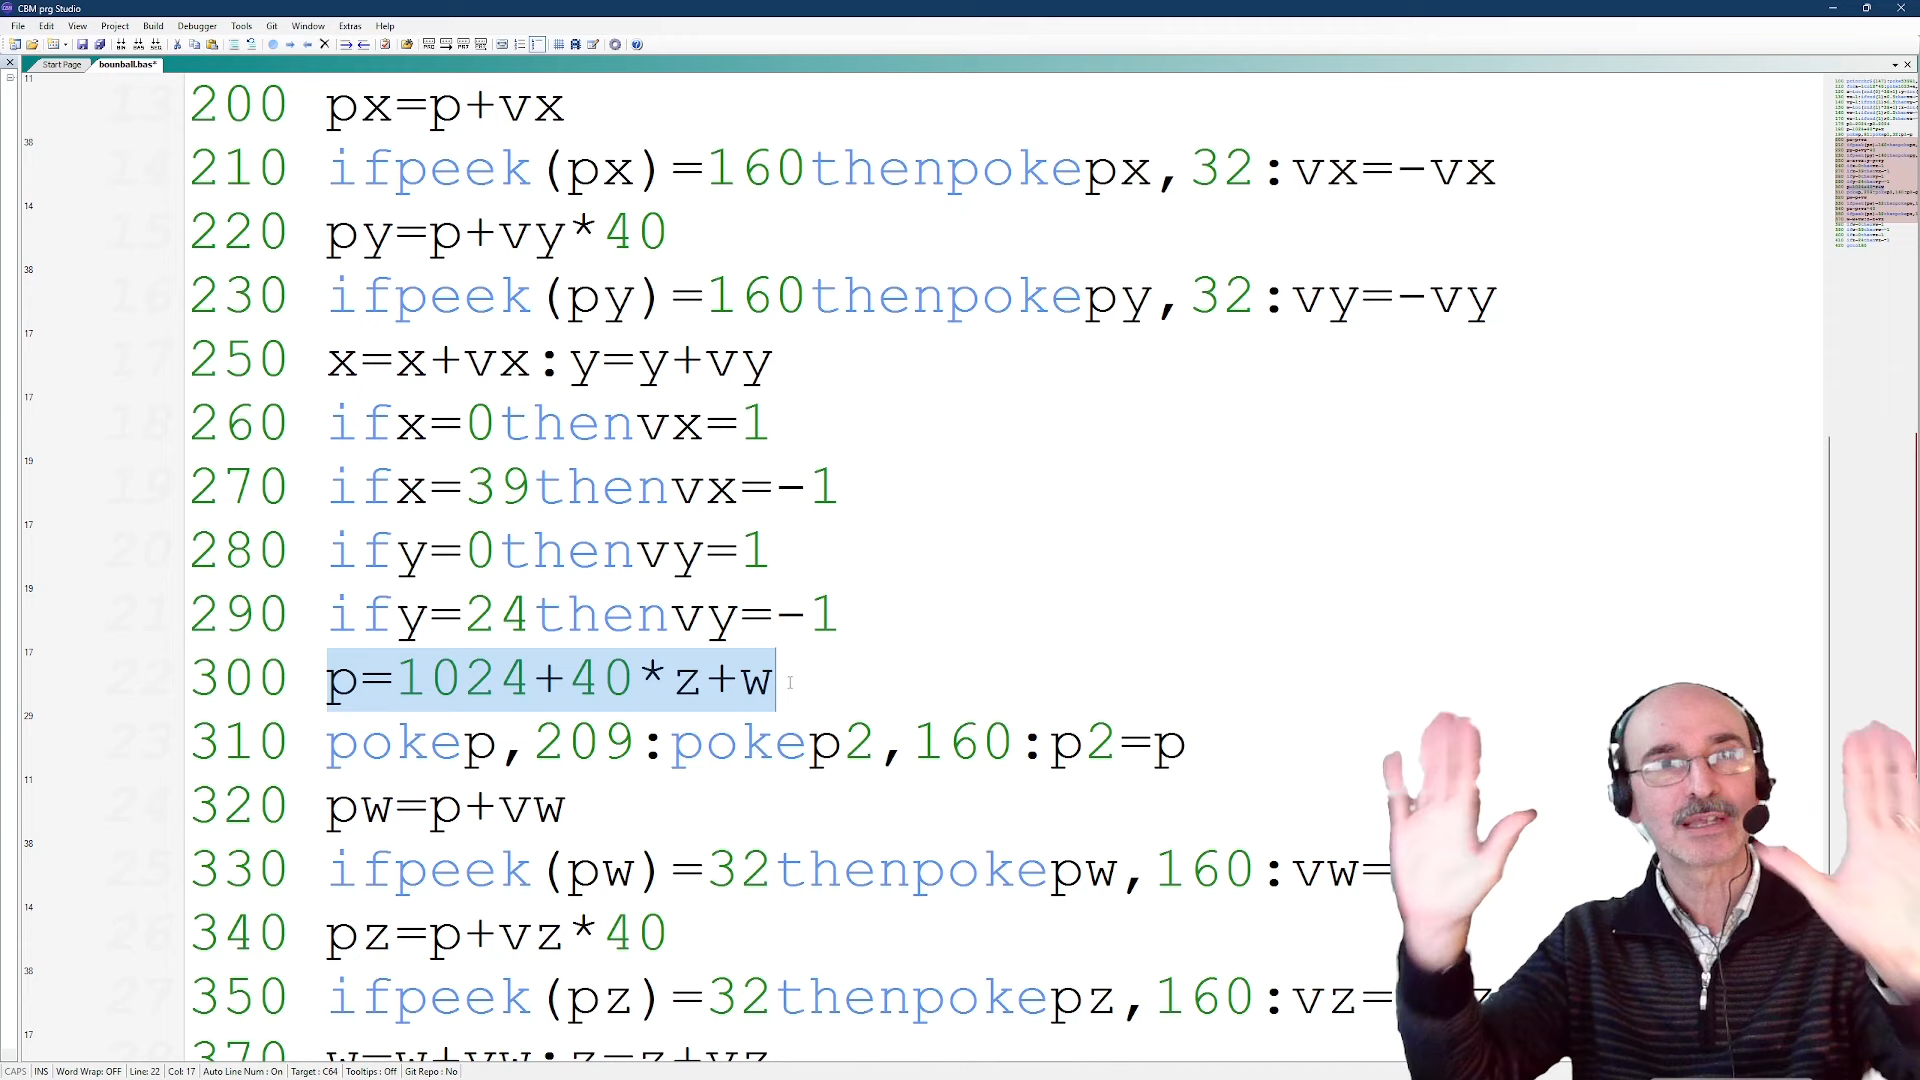 CBM prg Studio
File Edit View Project Build Debugger Tools Git Window Extras Help
Start Page bounball.bas*
200 px=p+vx
210 ifpeek(px)=160thenpokepx,32:vx=-vx
220 py=p+vy*40
230 ifpeek(py)=160thenpokepy,32:vy=-vy
250 x=x+vx:y=y+vy
260 ifx=0thenvx=1
270 ifx=39thenvx=-1
280 ify=0thenvy=1
290 ify=24thenvy=-1
300 p=1024+40*z+w
310 pokep,209:pokep2,160:p2=p
320 pw=p+vw
330 ifpeek(pw)=32thenpokepw,160:vw=
340 pz=p+vz*40
350 ifpeek(pz)=32thenpokepz,160:vz=
370 w=w+vw:z=z+vz
CAPS INS Word Wrap: OFF Line: 22 Col: 17 Auto Line Num : On Target : C64 Tooltips : Off Git Repo : No